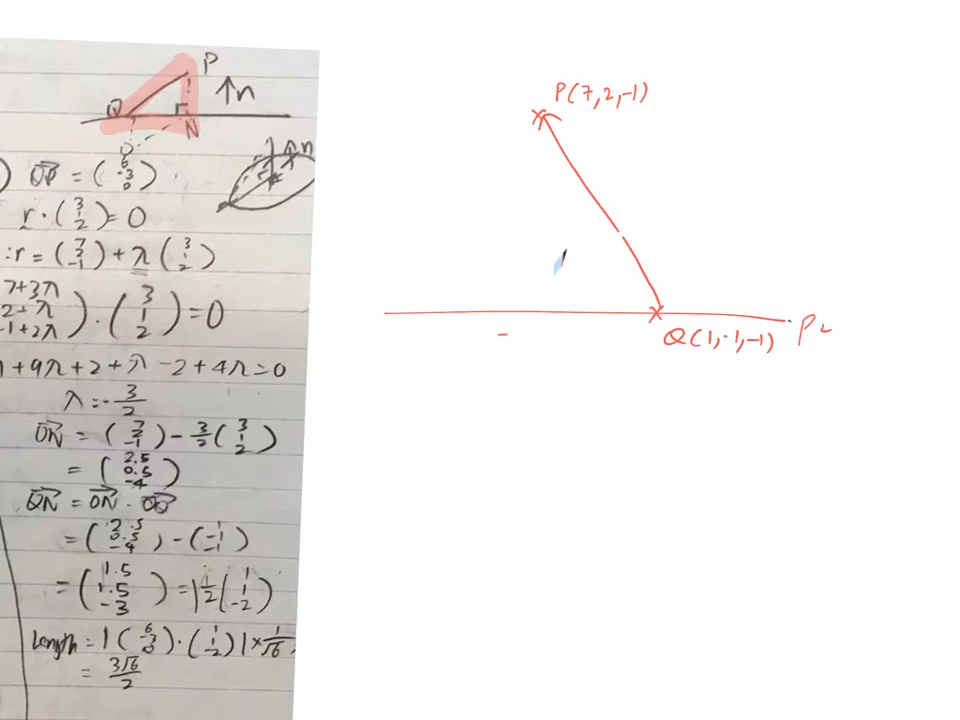 P
↑n
Q
N
n
) QP = (6 -3 0)
r · (3 1 2) = 0
: r = (7 2 -1) + λ (3 1 2)
(7+3λ 2+λ -1+2λ) · (3 1 2) = 0
1 + 9λ + 2 + λ - 2 + 4λ = 0
λ = -3/2
ON = (7 2 -1) - 3/2 (3 1 2)
= (2.5 0.5 -4)
QN = ON - OQ
= (2.5 0.5 -4) - (1 -1 -1)
= (1.5 1.5 -3) = 1 1/2 (1 1 -2)
Length = |(6 -3 0) · (1 1 -2)| × 1/√6
= 3√6/2
P(7,2,-1)
Q(1,-1,-1)
P2